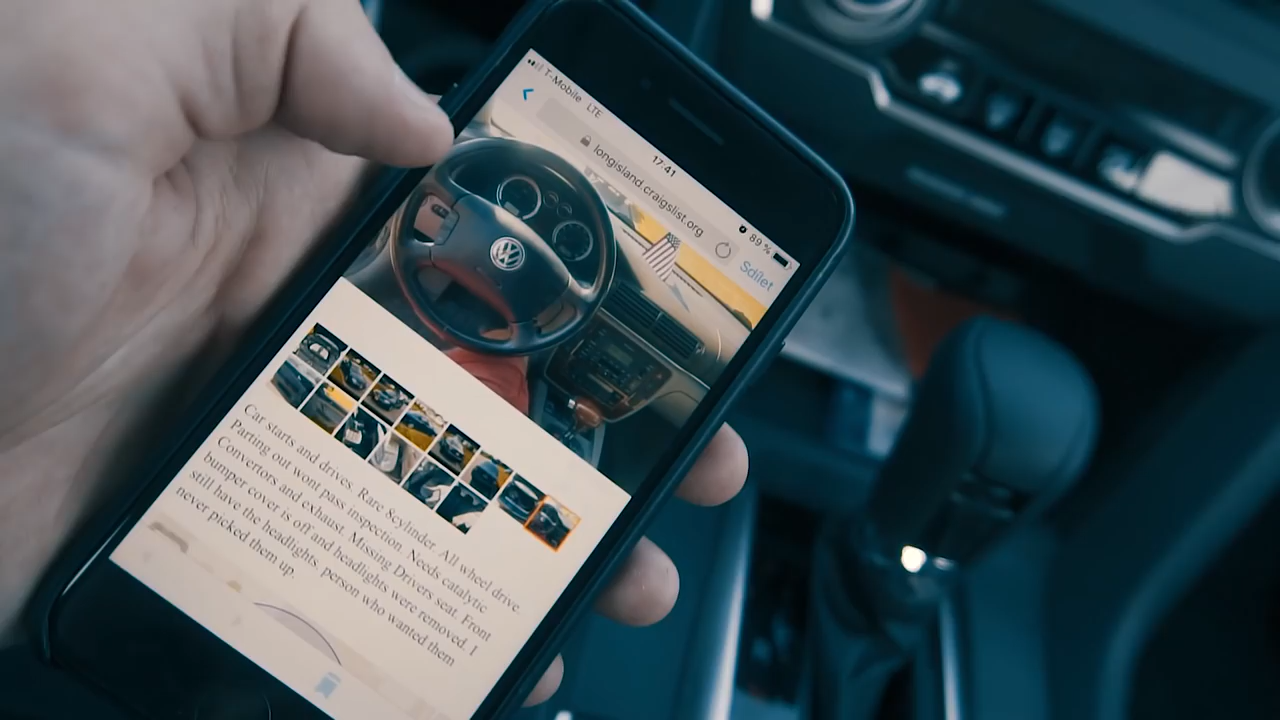 T-Mobile LTE
17:41
89 %
longisland.craigslist.org
Sdílet
Car starts and drives. Rare 8cylinder. All wheel drive.
Parting out wont pass inspection. Needs catalytic
Convertors and exhaust. Missing Drivers seat. Front
bumper cover is off and headlights were removed. I
still have the headlights, person who wanted them
never picked them up.